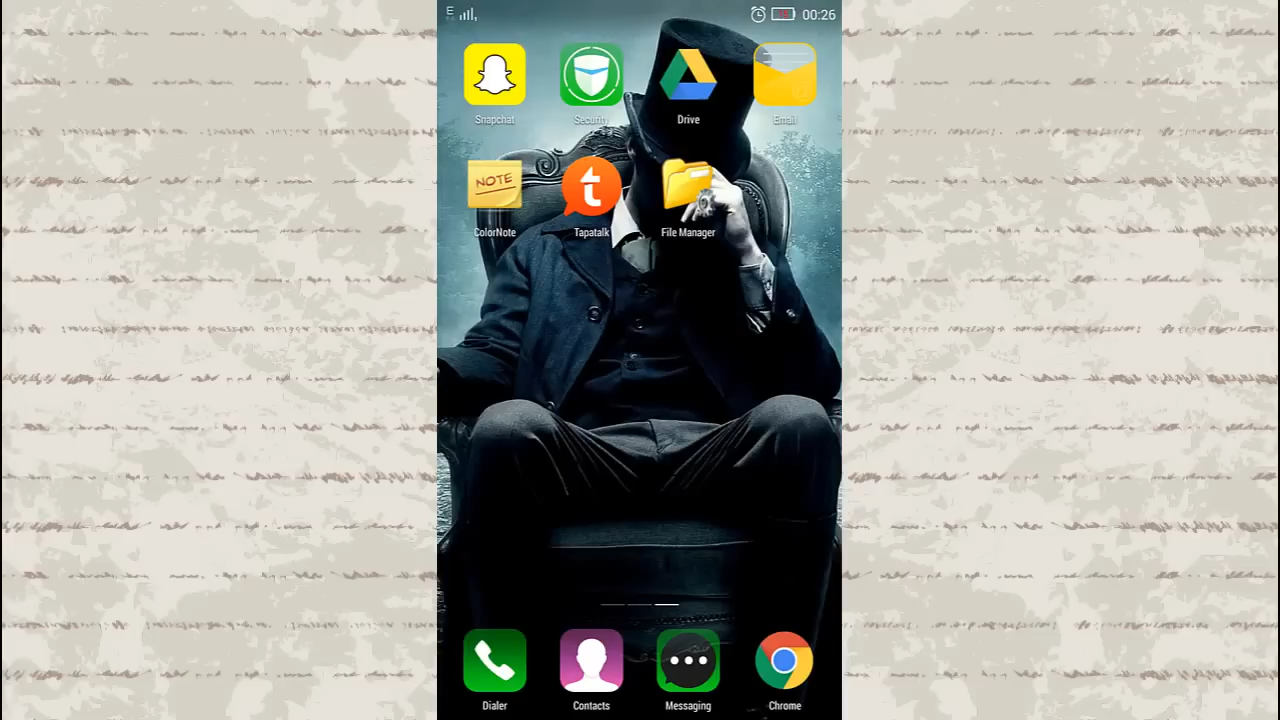 E 00:26
Snapchat Security Drive Email
NOTE
ColorNote Tapatalk File Manager
Dialer Contacts Messaging Chrome